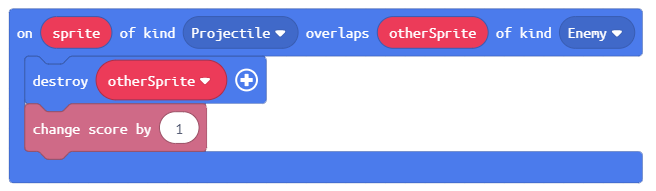 on sprite of kind Projectile overlaps otherSprite of kind Enemy
destroy otherSprite
change score by 1